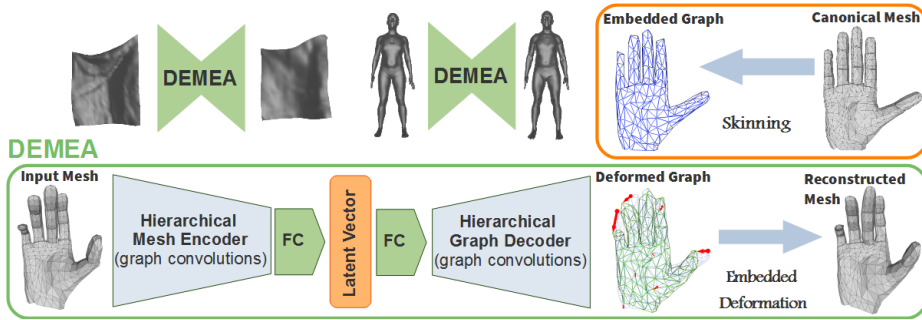 DEMEA
DEMEA
Embedded Graph
Canonical Mesh
Skinning
DEMEA
Input Mesh
Hierarchical
Mesh Encoder
(graph convolutions)
FC
Latent Vector
FC
Hierarchical
Graph Decoder
(graph convolutions)
Deformed Graph
Embedded
Deformation
Reconstructed
Mesh